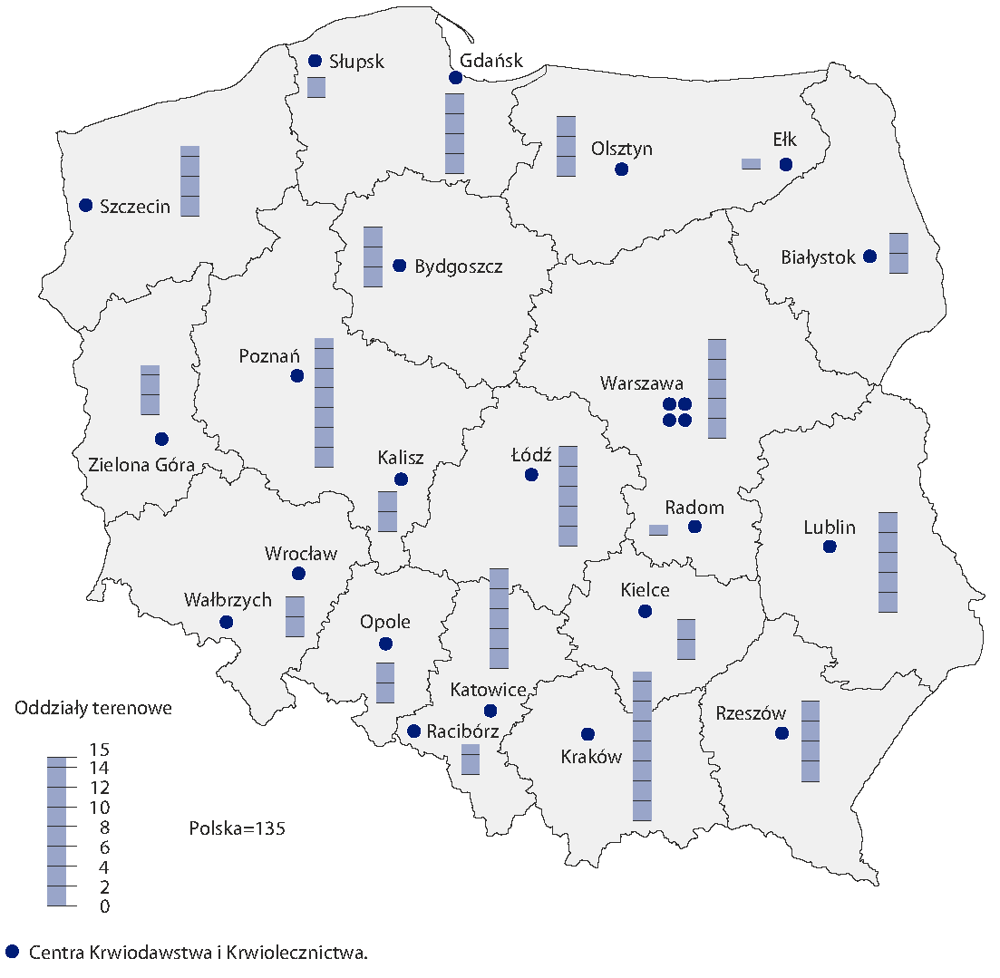 Słupsk
Gdańsk
Olsztyn
Ełk
Szczecin
Bydgoszcz
Białystok
Poznań
Warszawa
Zielona Góra
Kalisz
Łódź
Radom
Lublin
Wrocław
Wałbrzych
Kielce
Opole
Katowice
Racibórz
Kraków
Rzeszów
Oddziały terenowe
15
14
12
10
8
6
4
2
0
Polska=135
Centra Krwiodawstwa i Krwiolecznictwa.